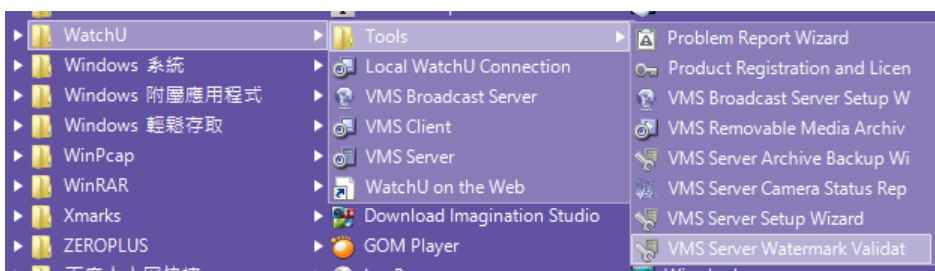 WatchU
Windows 系統
Windows 附屬應用程式
Windows 輕鬆存取
WinPcap
WinRAR
Xmarks
ZEROPLUS
Tools
Local WatchU Connection
VMS Broadcast Server
VMS Client
VMS Server
WatchU on the Web
Download Imagination Studio
GOM Player
Problem Report Wizard
Product Registration and Licen
VMS Broadcast Server Setup W
VMS Removable Media Archiv
VMS Server Archive Backup Wi
VMS Server Camera Status Rep
VMS Server Setup Wizard
VMS Server Watermark Validat